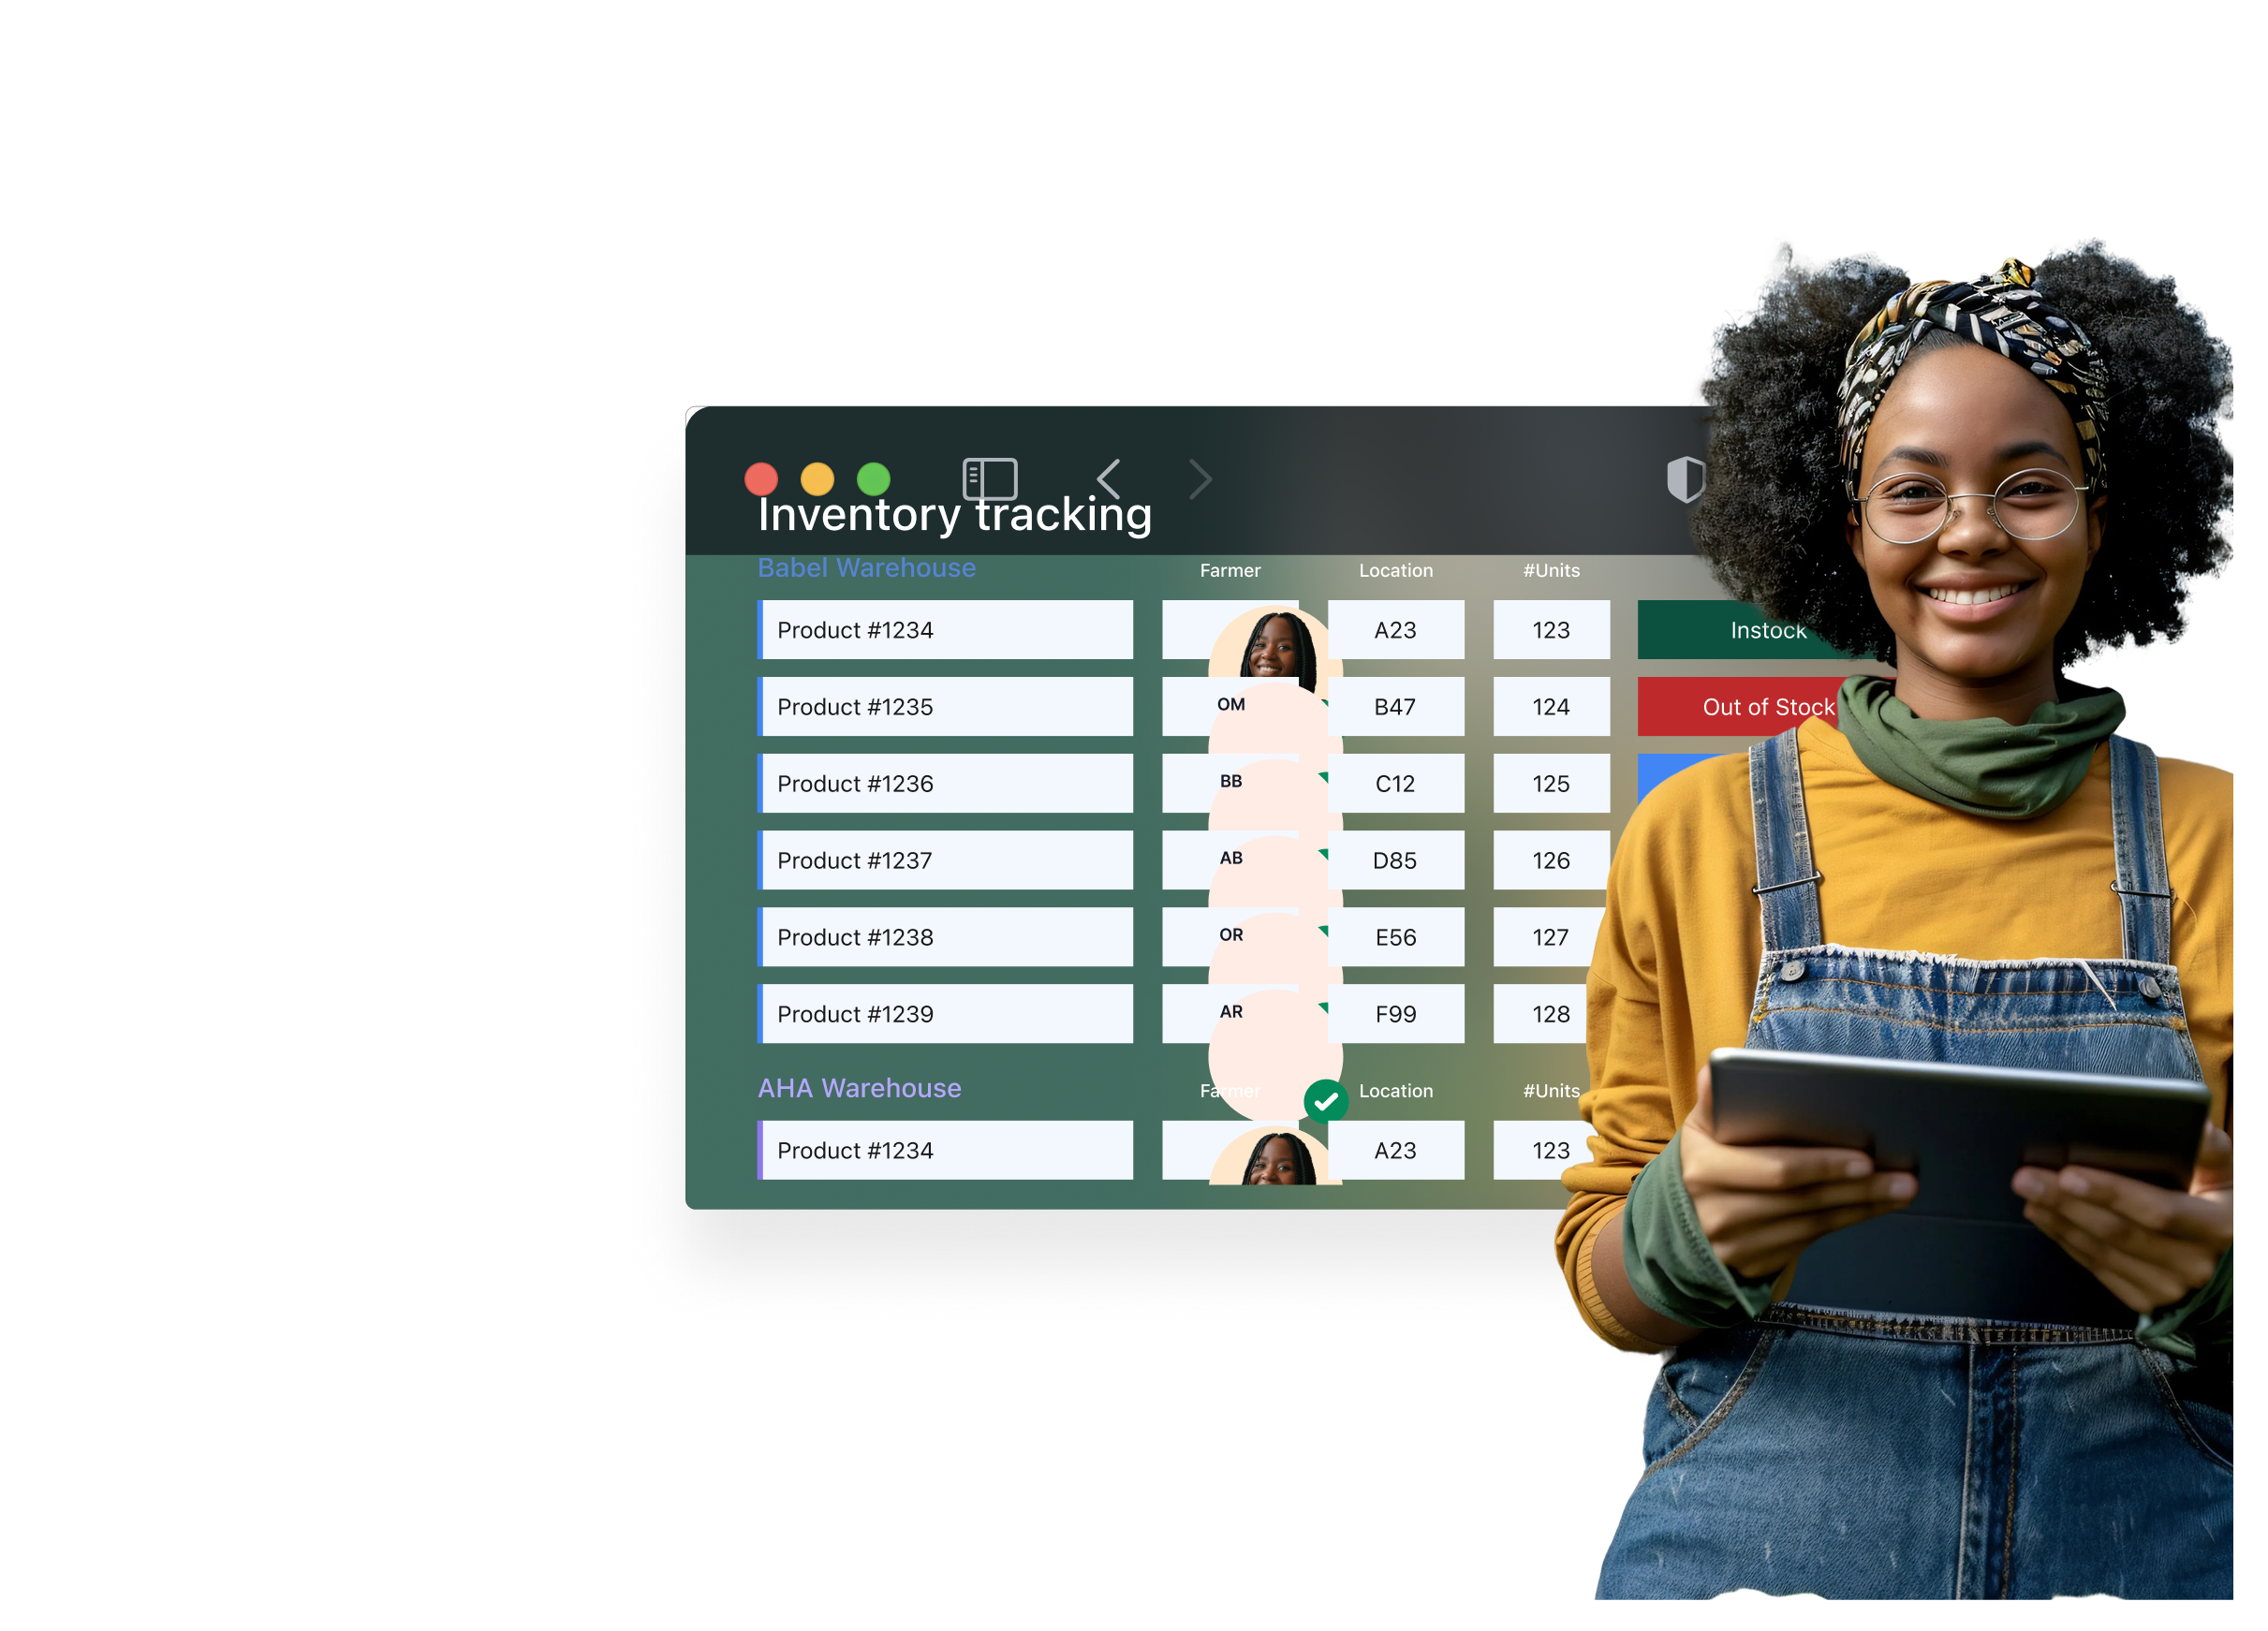 Inventory tracking
Babel Warehouse Farmer Location #Units
Product #1234 A23 123 Instock
Product #1235 OM B47 124 Out of Stock
Product #1236 BB C12 125
Product #1237 AB D85 126
Product #1238 OR E56 127
Product #1239 AR F99 128
AHA Warehouse Farmer Location #Units
Product #1234 A23 123